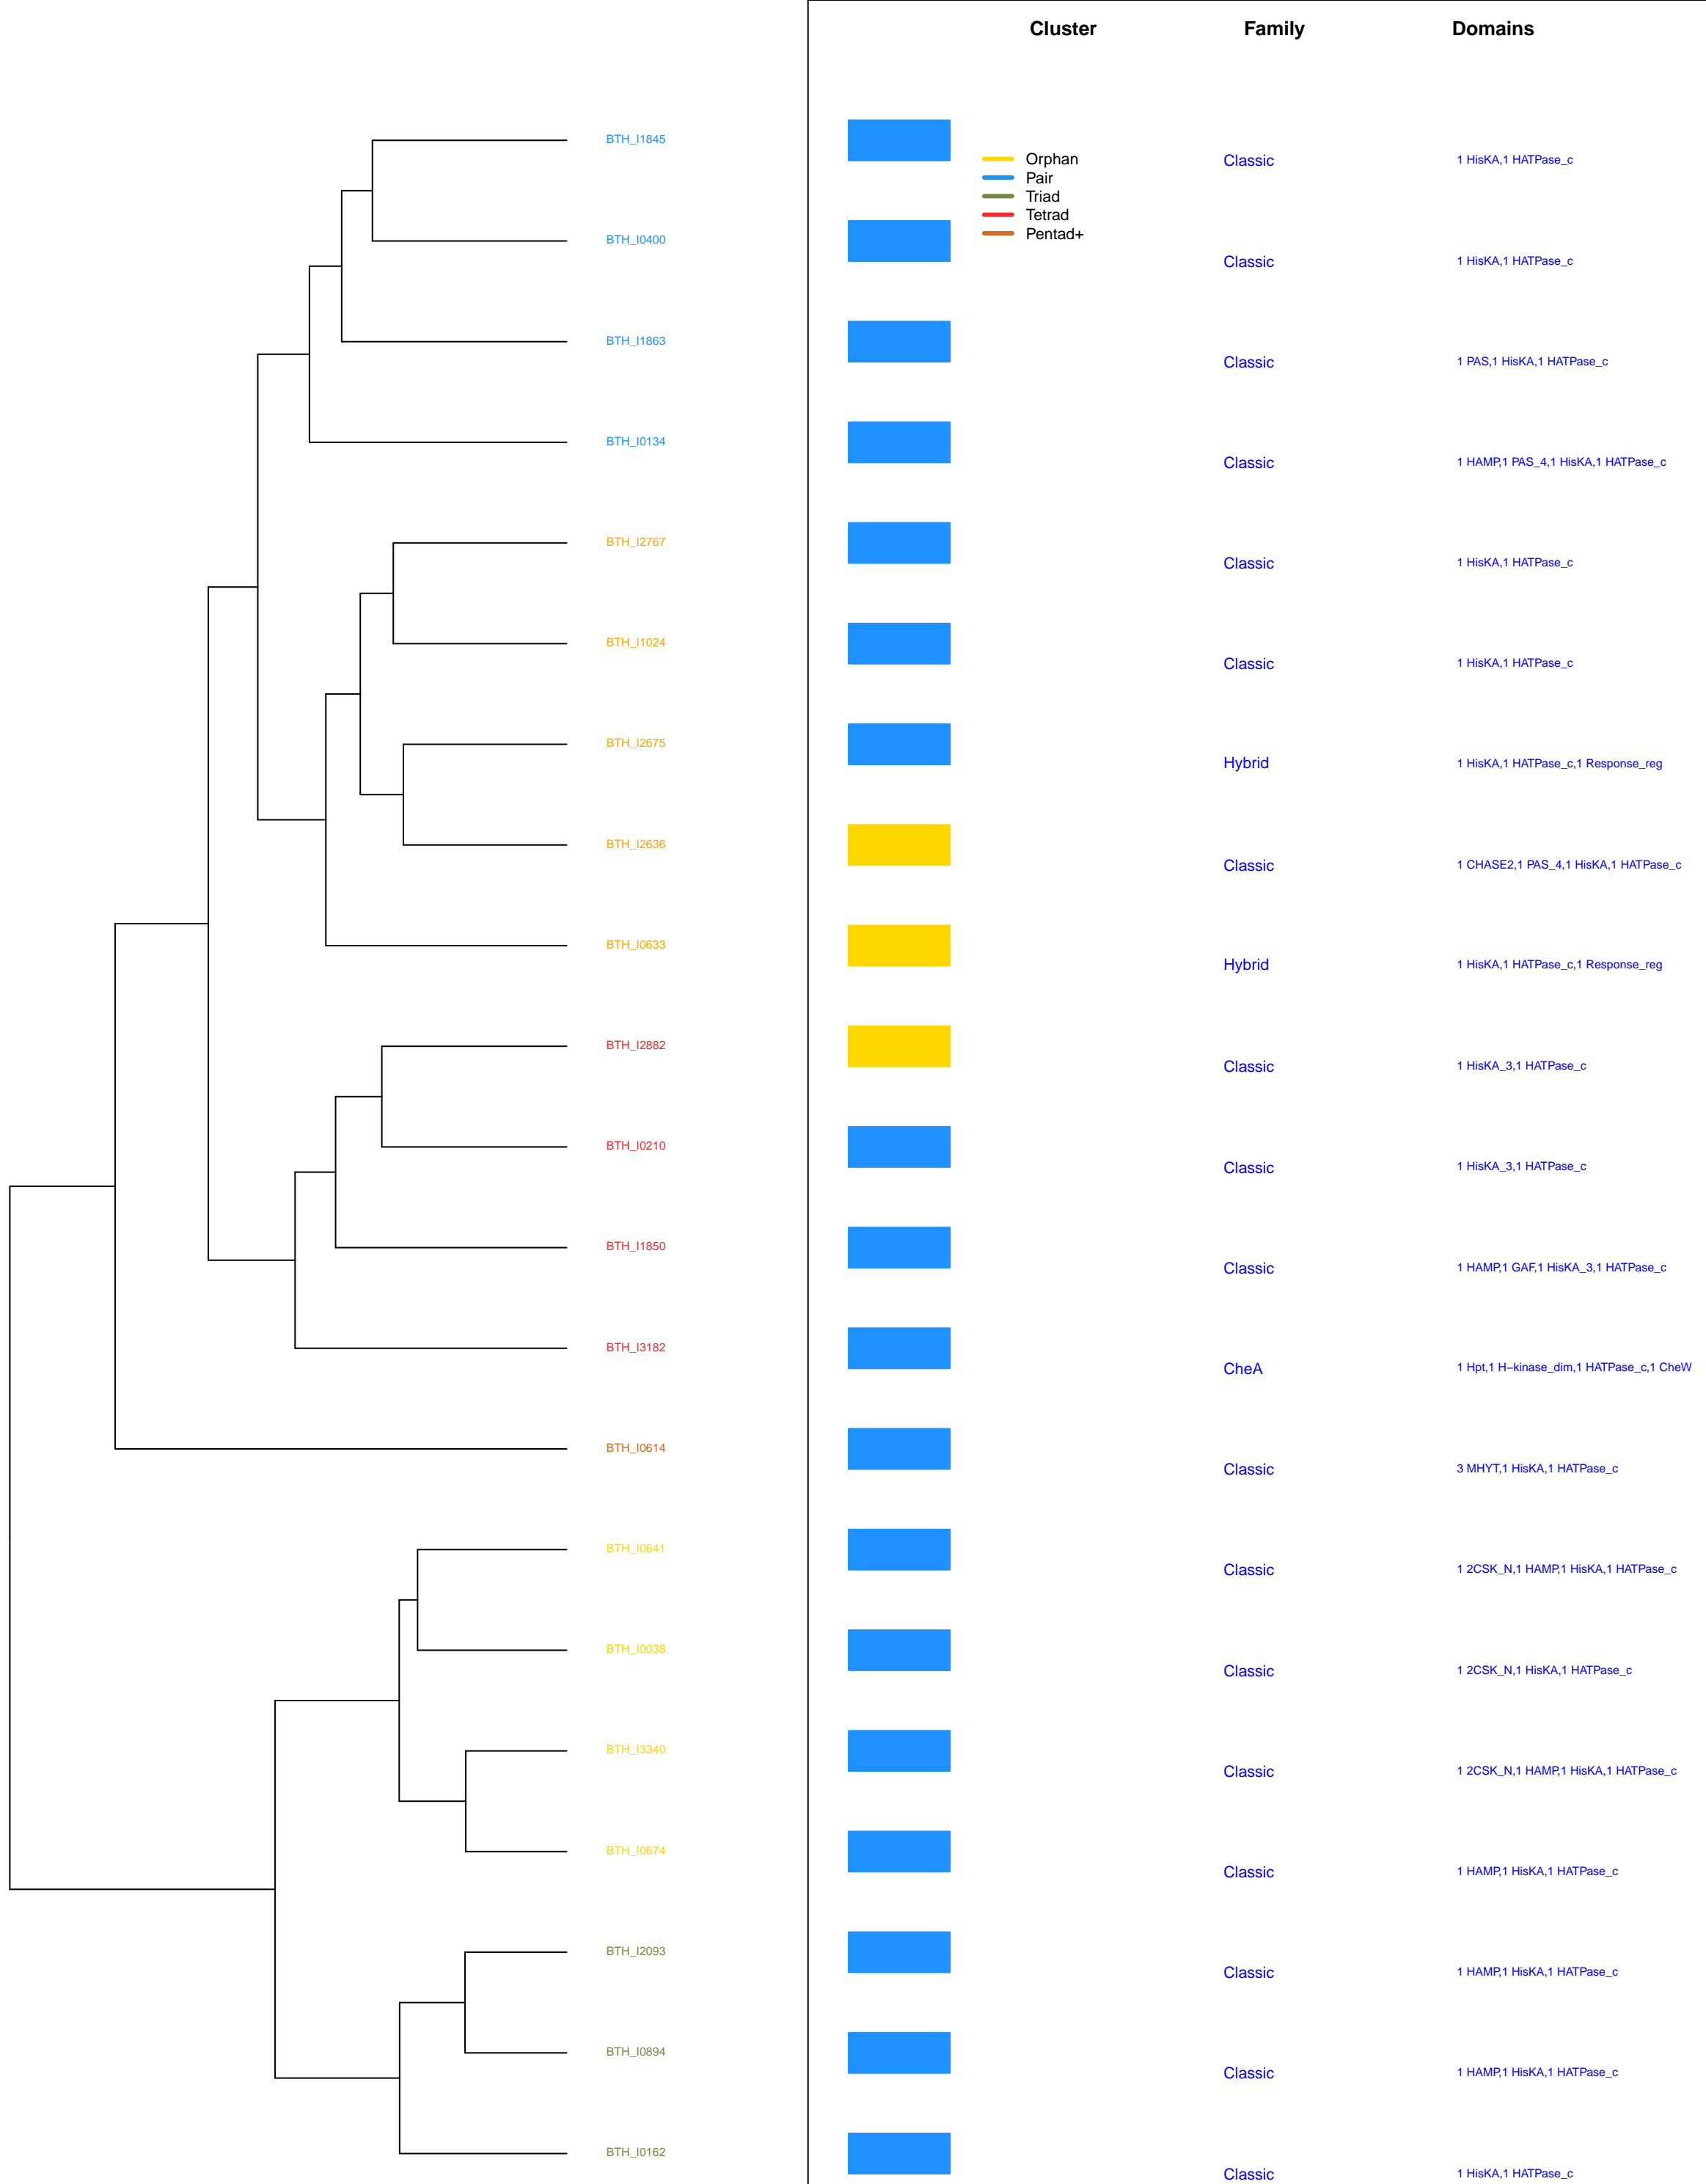 Cluster Family Domains
BTH_I1845 Orphan Classic 1 HisKA,1 HATPase_c
Pair
Triad
Tetrad
Pentad+
BTH_I0400 Classic 1 HisKA,1 HATPase_c
BTH_I1863 Classic 1 PAS,1 HisKA,1 HATPase_c
BTH_I0134 Classic 1 HAMP,1 PAS_4,1 HisKA,1 HATPase_c
BTH_I2767 Classic 1 HisKA,1 HATPase_c
BTH_I1024 Classic 1 HisKA,1 HATPase_c
BTH_I2675 Hybrid 1 HisKA,1 HATPase_c,1 Response_reg
BTH_I2636 Classic 1 CHASE2,1 PAS_4,1 HisKA,1 HATPase_c
BTH_I0633 Hybrid 1 HisKA,1 HATPase_c,1 Response_reg
BTH_I2882 Classic 1 HisKA_3,1 HATPase_c
BTH_I0210 Classic 1 HisKA_3,1 HATPase_c
BTH_I1850 Classic 1 HAMP,1 GAF,1 HisKA_3,1 HATPase_c
BTH_I3182 CheA 1 Hpt,1 H−kinase_dim,1 HATPase_c,1 CheW
BTH_I0614 Classic 3 MHYT,1 HisKA,1 HATPase_c
BTH_I0641 Classic 1 2CSK_N,1 HAMP,1 HisKA,1 HATPase_c
BTH_I0038 Classic 1 2CSK_N,1 HisKA,1 HATPase_c
BTH_I3340 Classic 1 2CSK_N,1 HAMP,1 HisKA,1 HATPase_c
BTH_I0674 Classic 1 HAMP,1 HisKA,1 HATPase_c
BTH_I2093 Classic 1 HAMP,1 HisKA,1 HATPase_c
BTH_I0894 Classic 1 HAMP,1 HisKA,1 HATPase_c
BTH_I0162 Classic 1 HisKA,1 HATPase_c